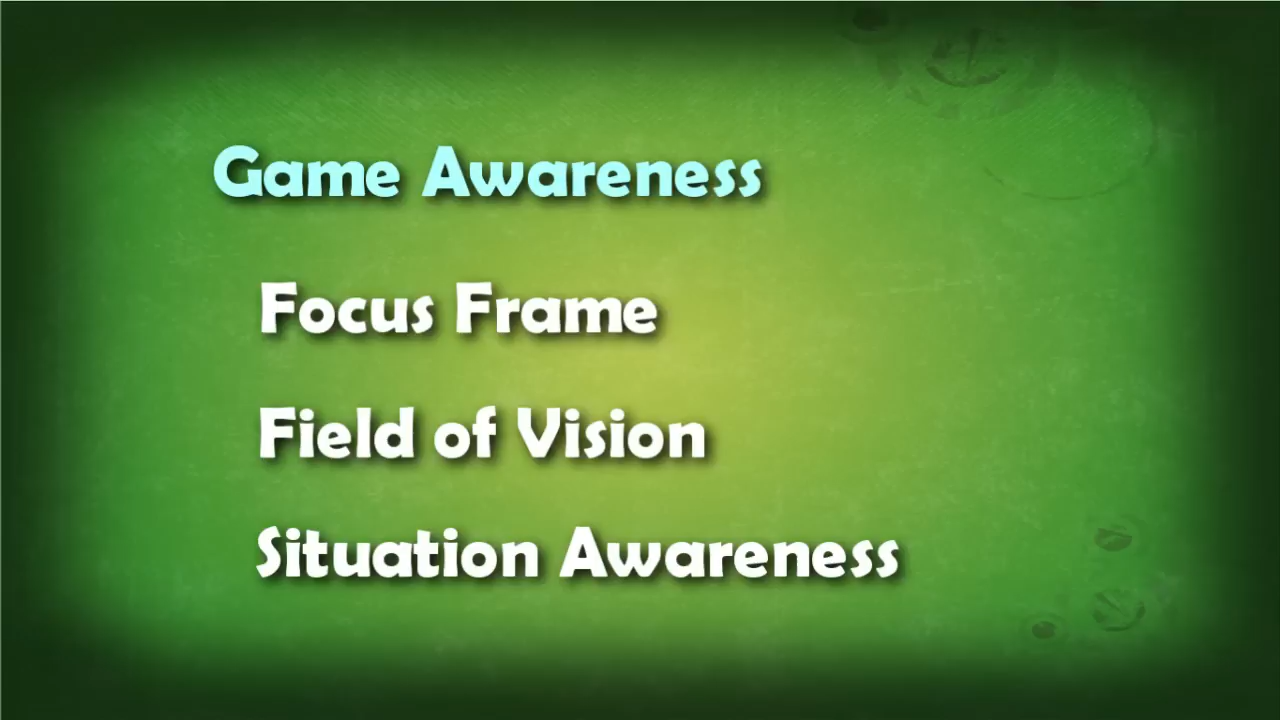 Game Awareness
Focus Frame
Field of Vision
Situation Awareness